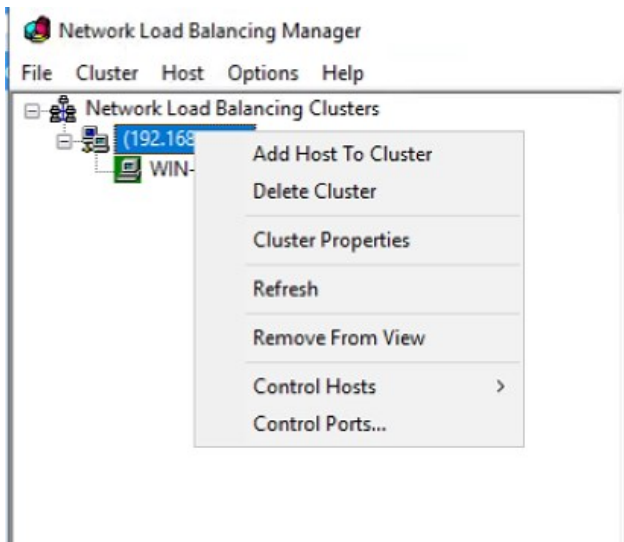 Network Load Balancing Manager
File Cluster Host Options Help
Network Load Balancing Clusters
(192.168
WIN-
Add Host To Cluster
Delete Cluster
Cluster Properties
Refresh
Remove From View
Control Hosts >
Control Ports...